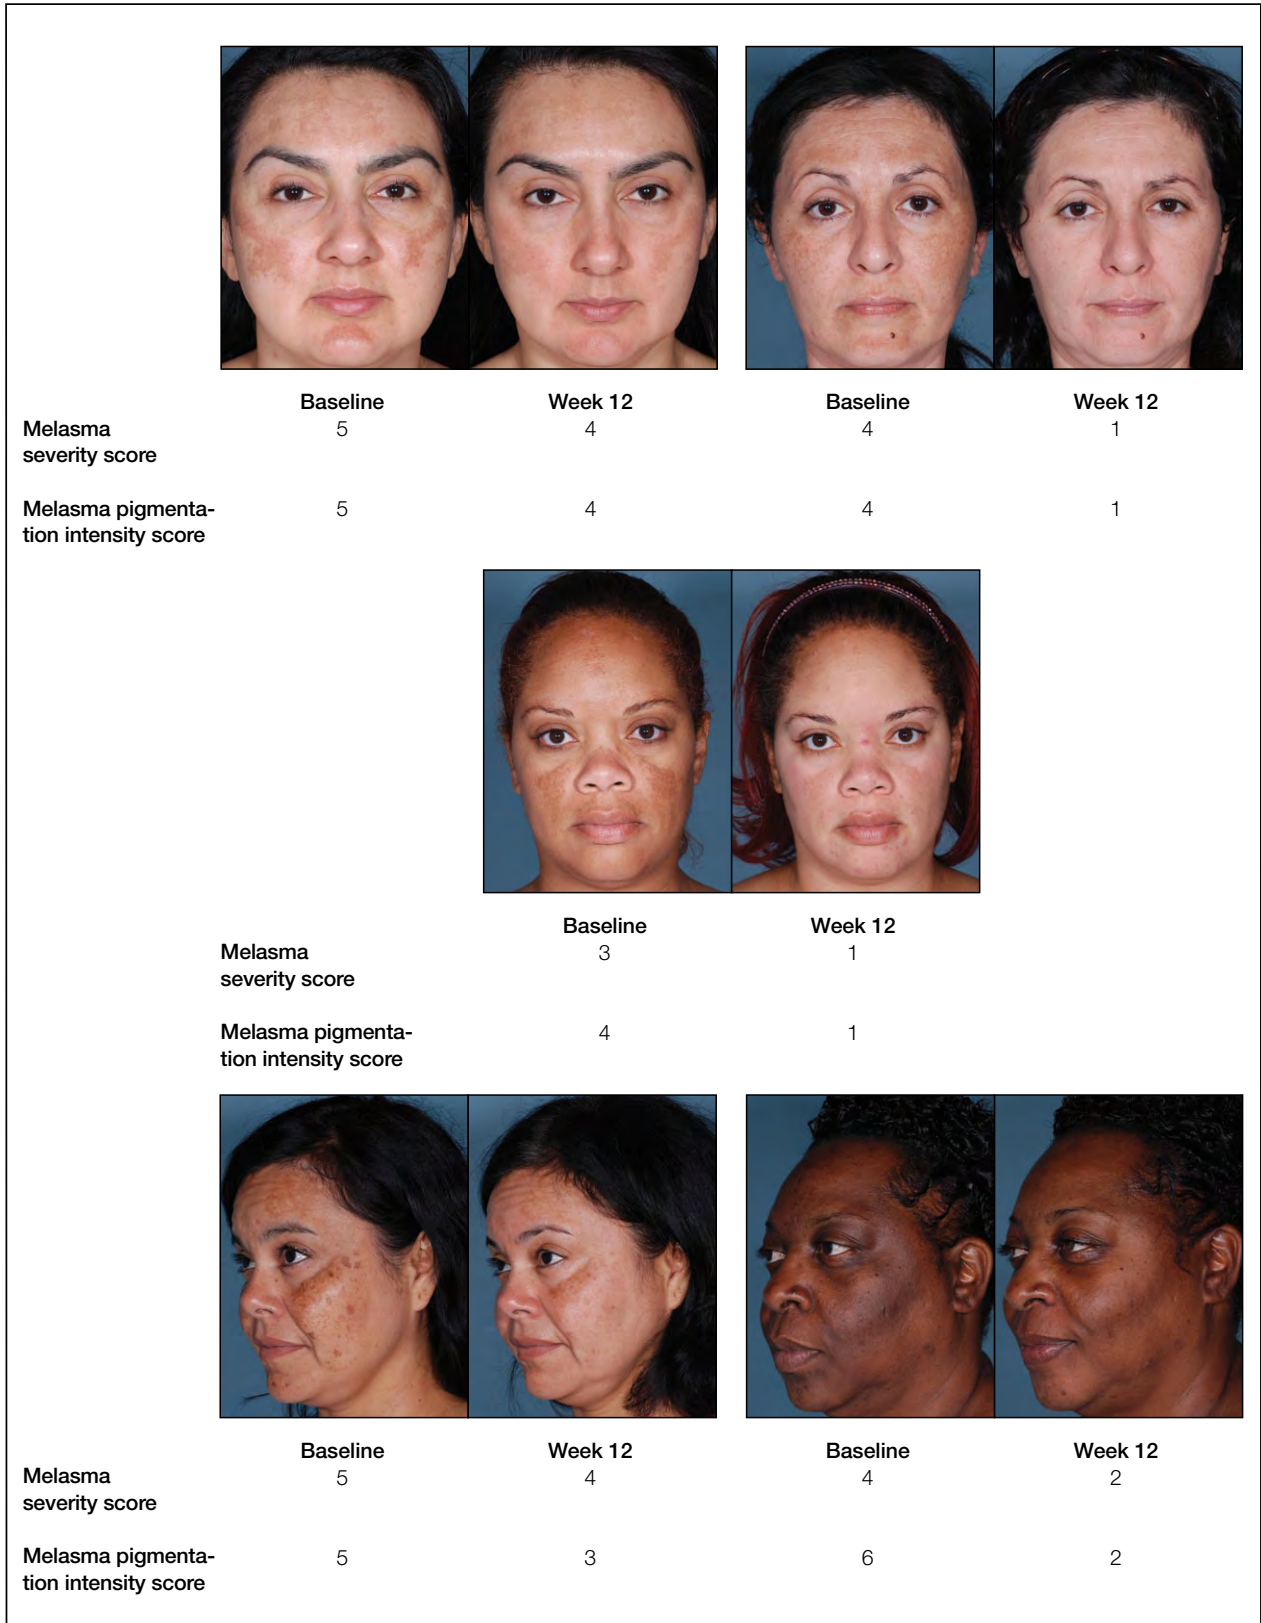 Baseline Week 12 Baseline Week 12
Melasma 5 4 4 1
severity score
Melasma pigmenta- 5 4 4 1
tion intensity score
Baseline Week 12
Melasma 3 1
severity score
Melasma pigmenta- 4 1
tion intensity score
Baseline Week 12 Baseline Week 12
Melasma 5 4 4 2
severity score
Melasma pigmenta- 5 3 6 2
tion intensity score